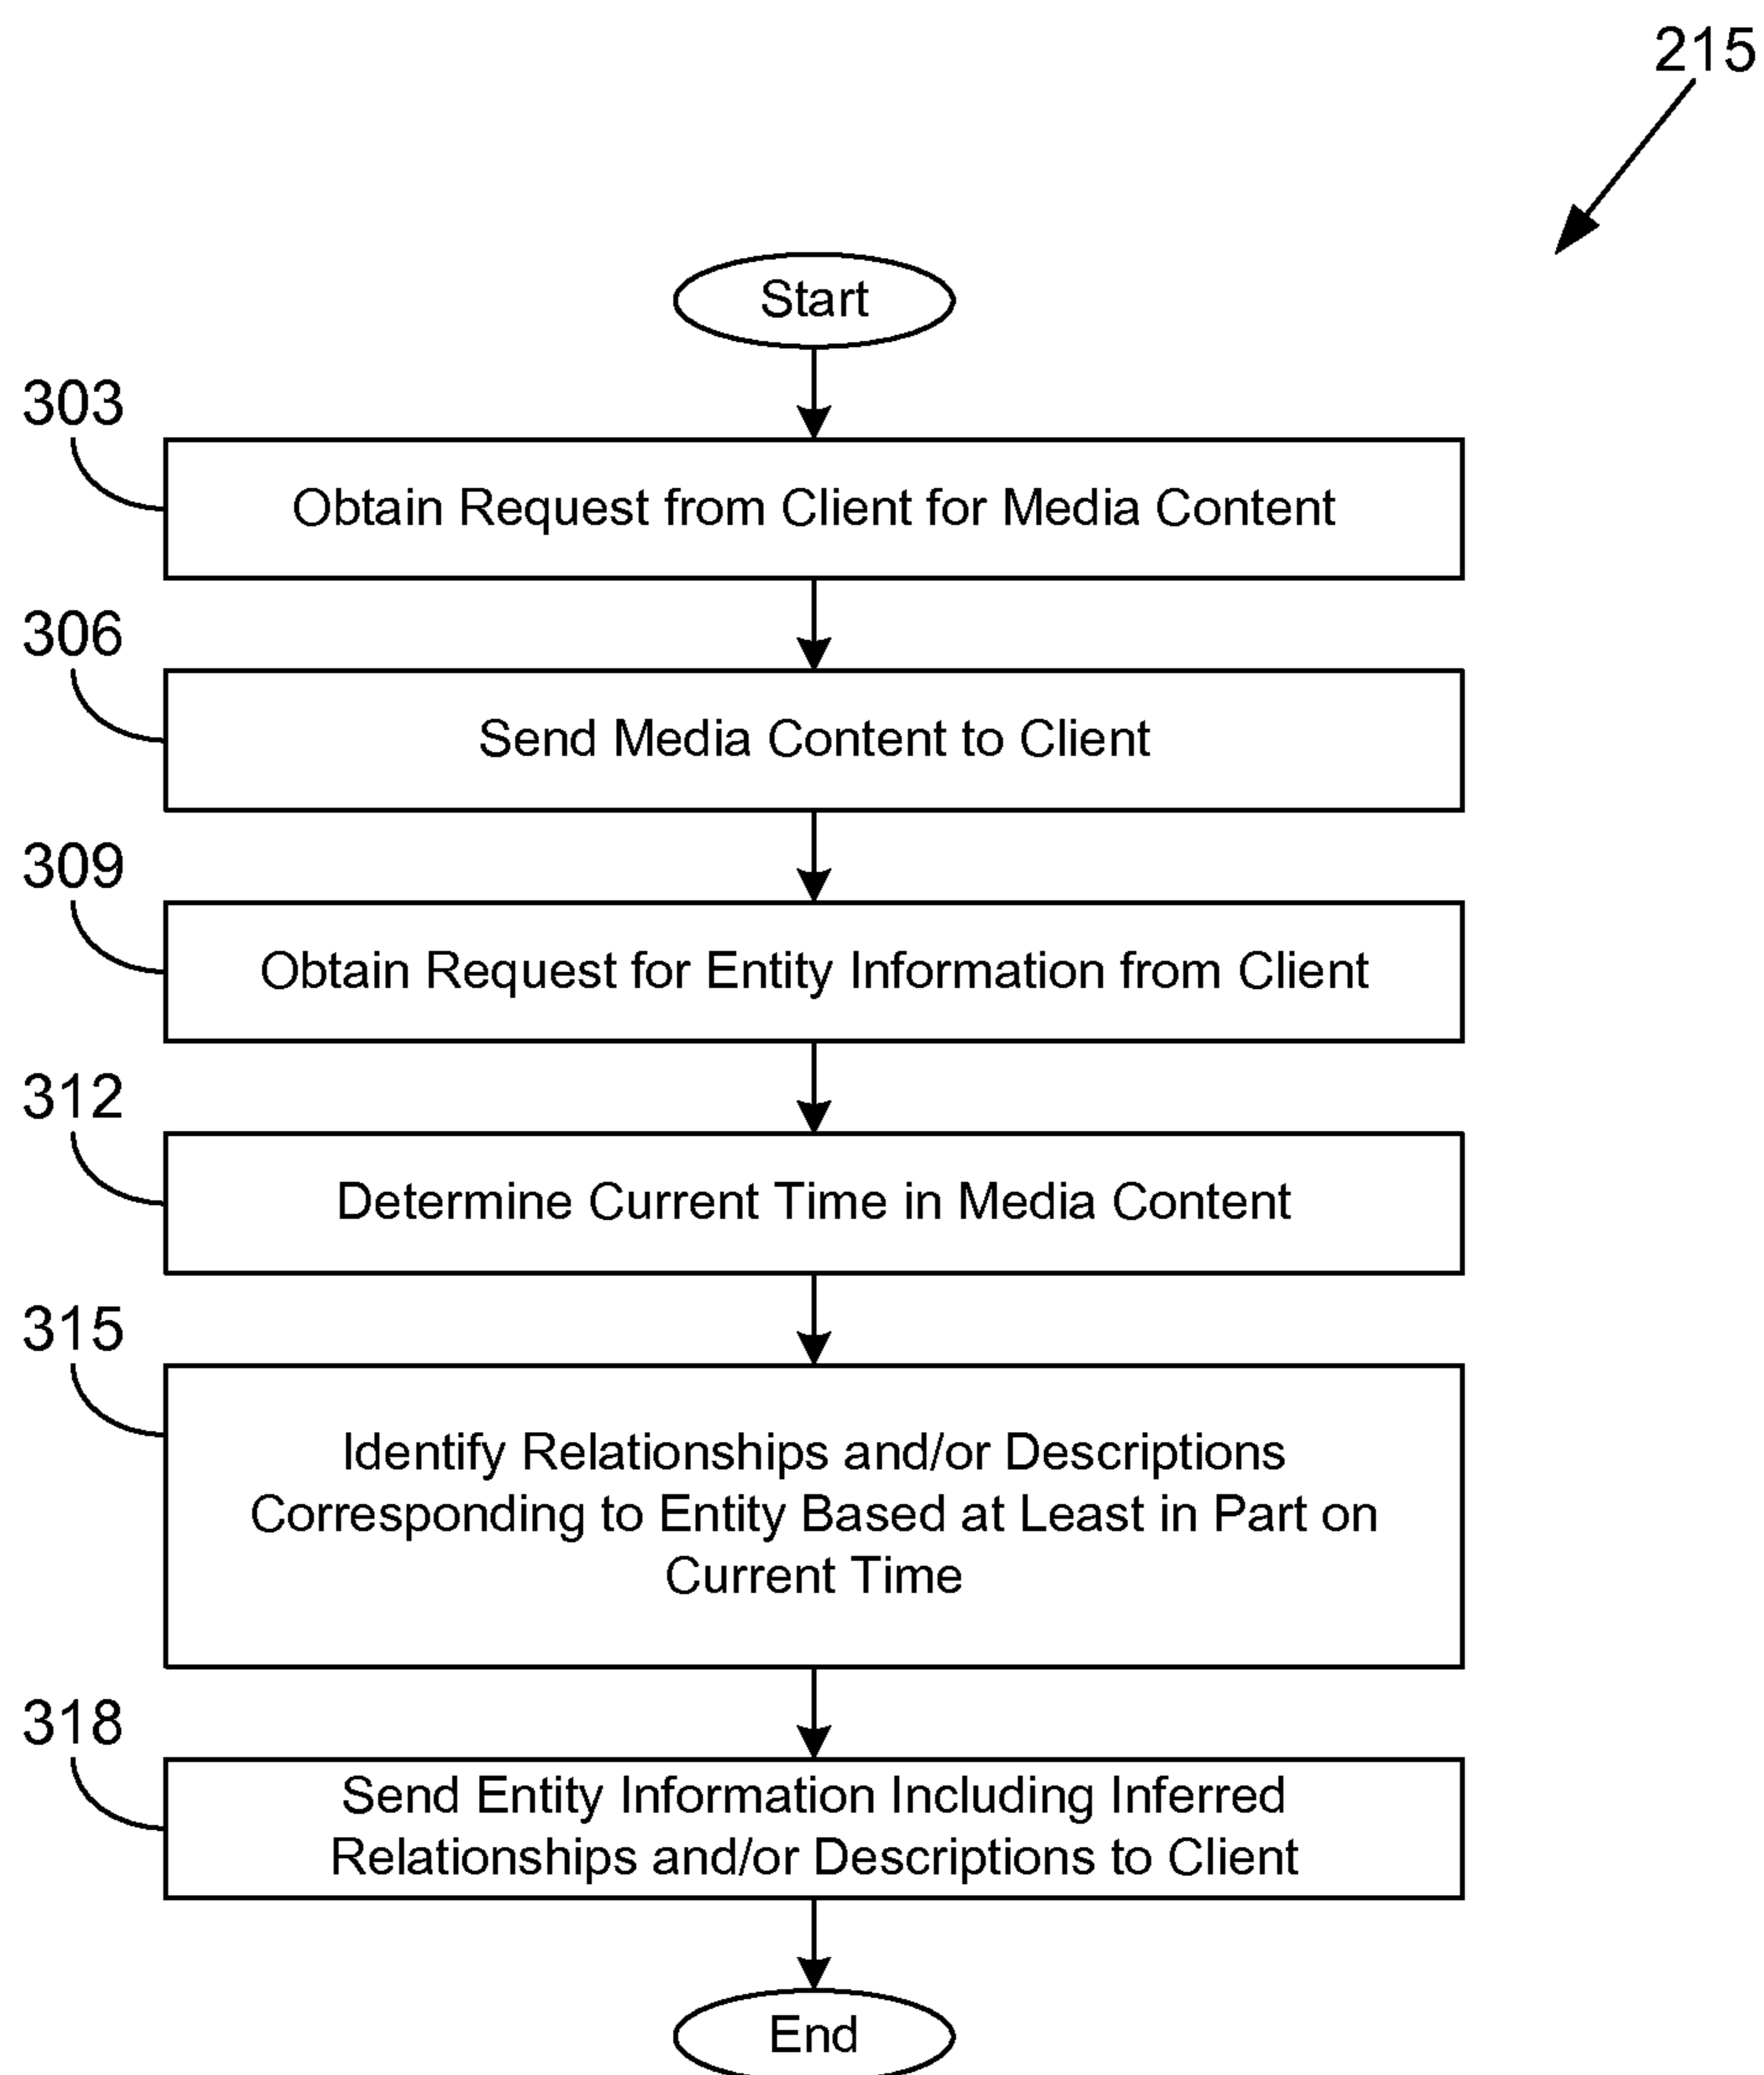 215
Start
303
Obtain Request from Client for Media Content
306
Send Media Content to Client
309
Obtain Request for Entity Information from Client
312
Determine Current Time in Media Content
315
Identify Relationships and/or Descriptions
Corresponding to Entity Based at Least in Part on
Current Time
318
Send Entity Information Including Inferred
Relationships and/or Descriptions to Client
End